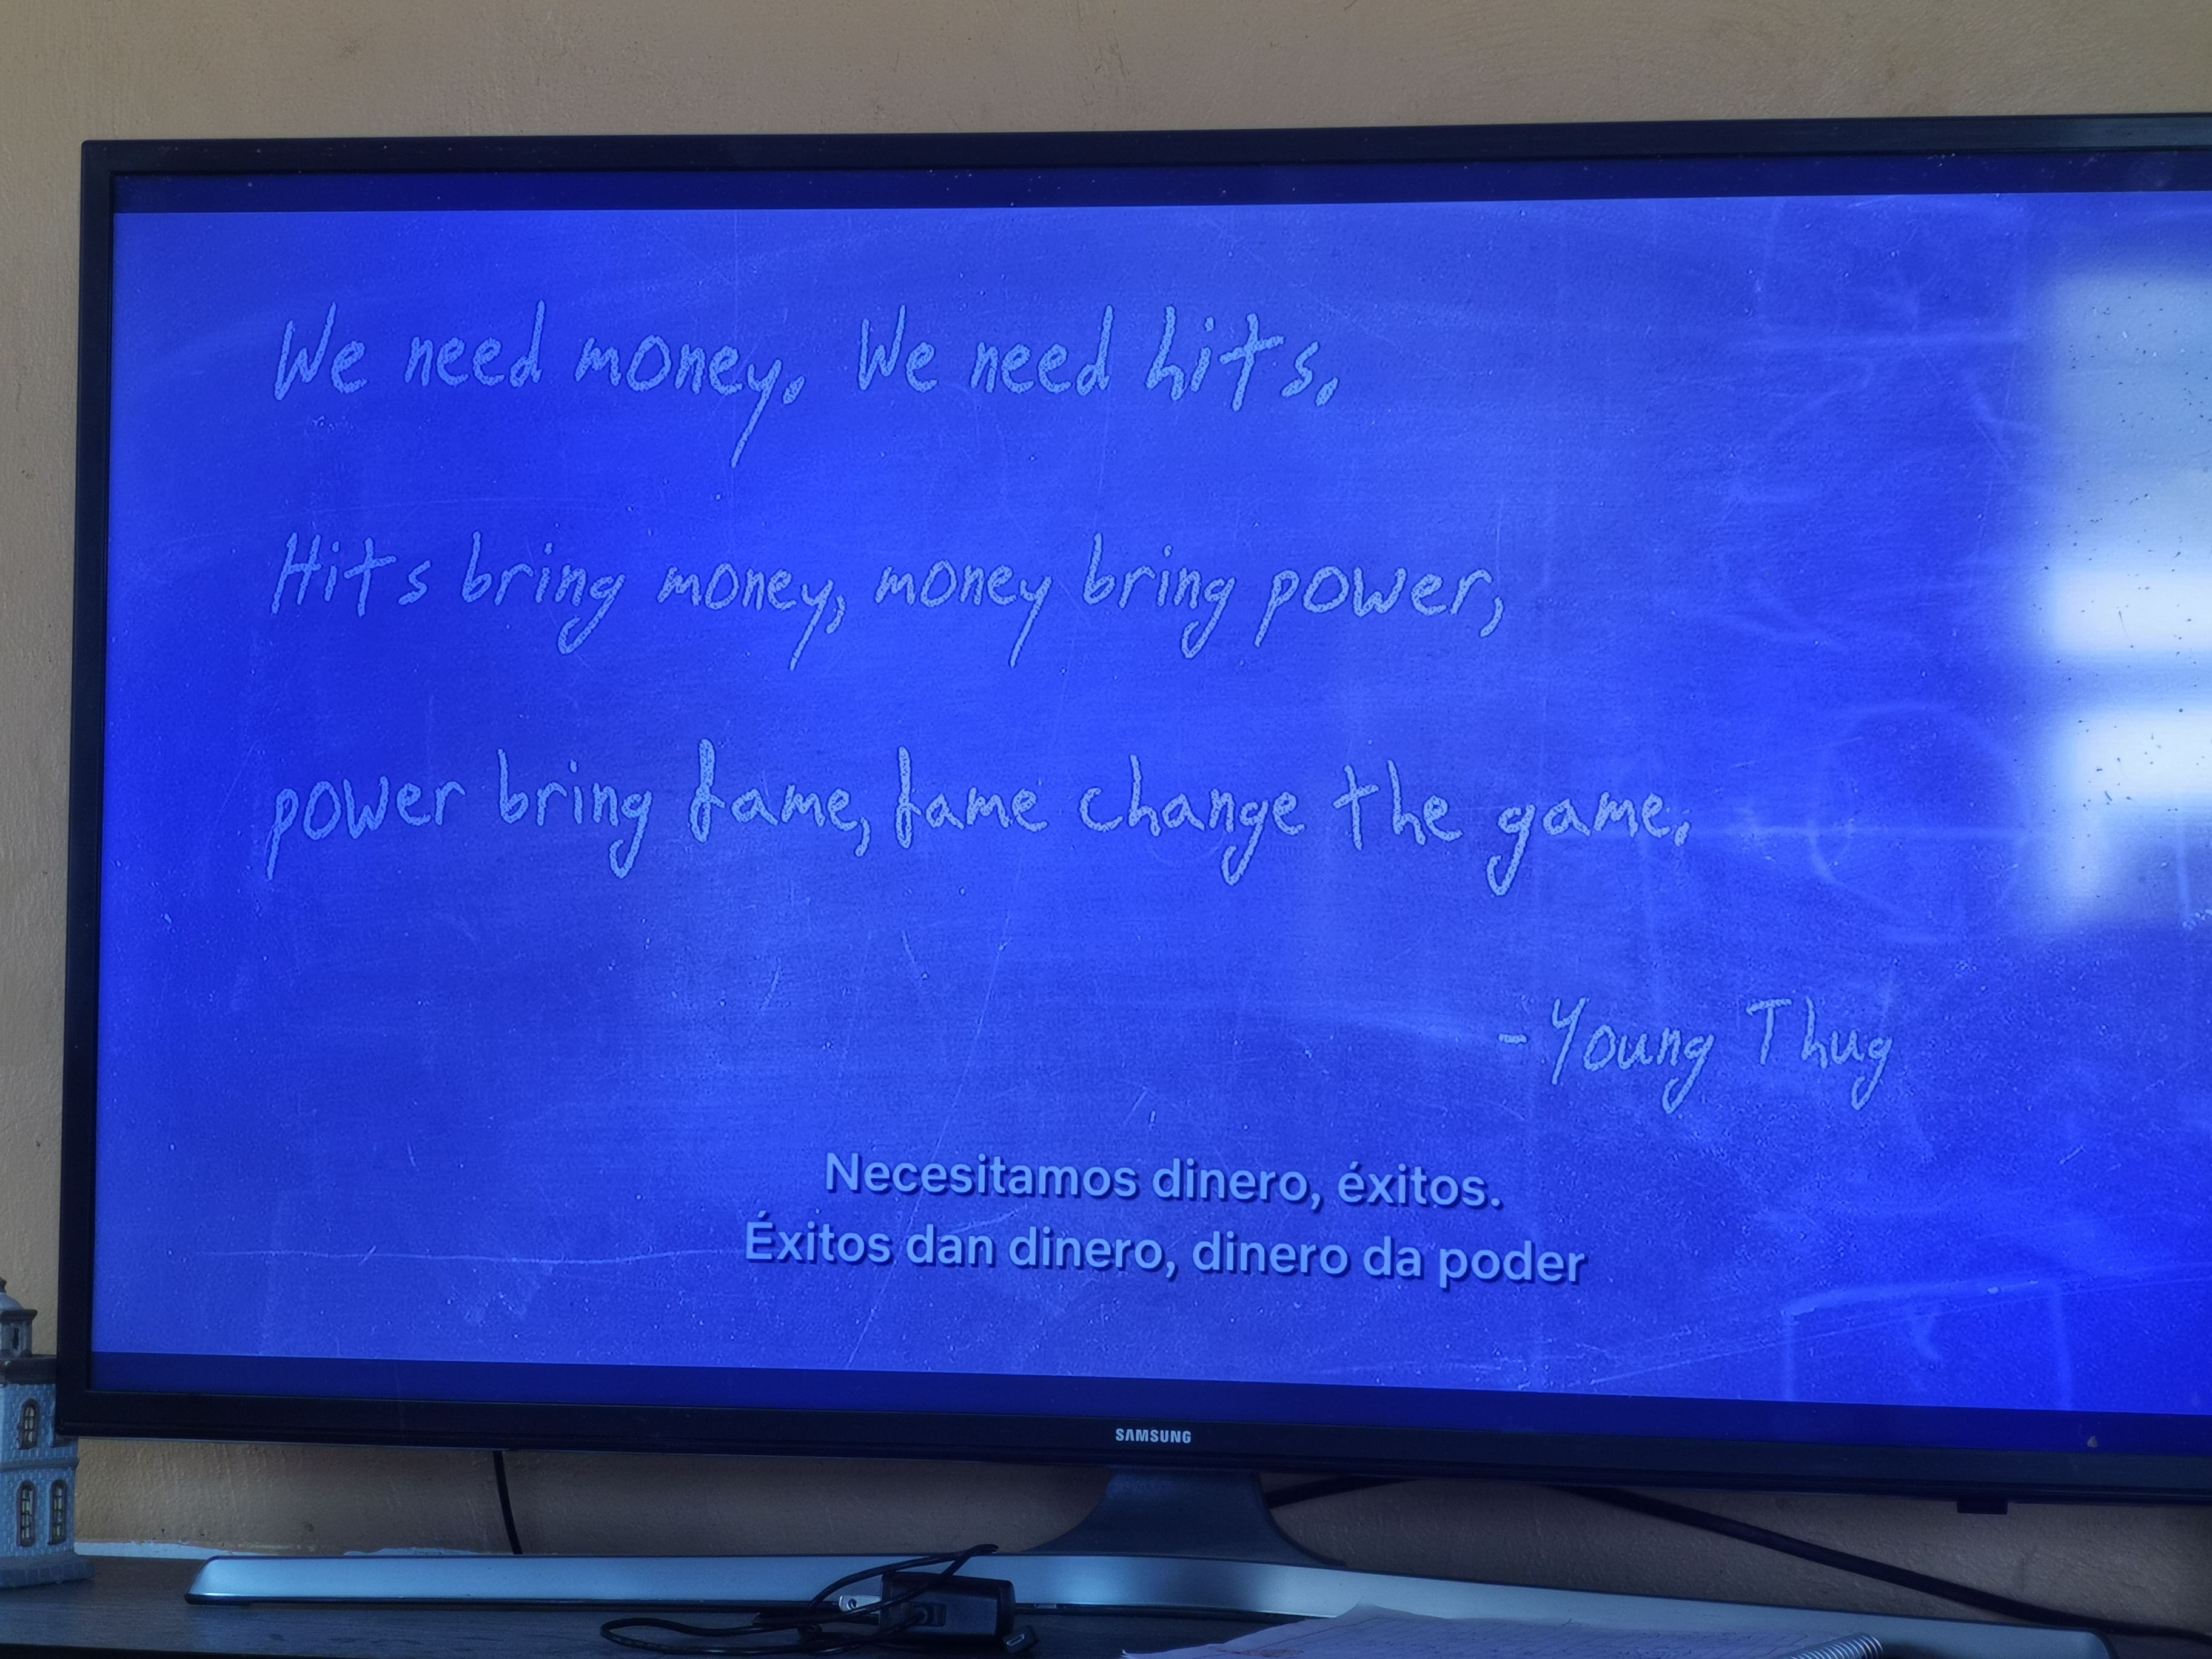 We need money. We need hits.
Hits bring money, money bring power,
power bring fame, fame change the game.
- Young Thug
Necesitamos dinero, éxitos.
Éxitos dan dinero, dinero da poder
SAMSUNG